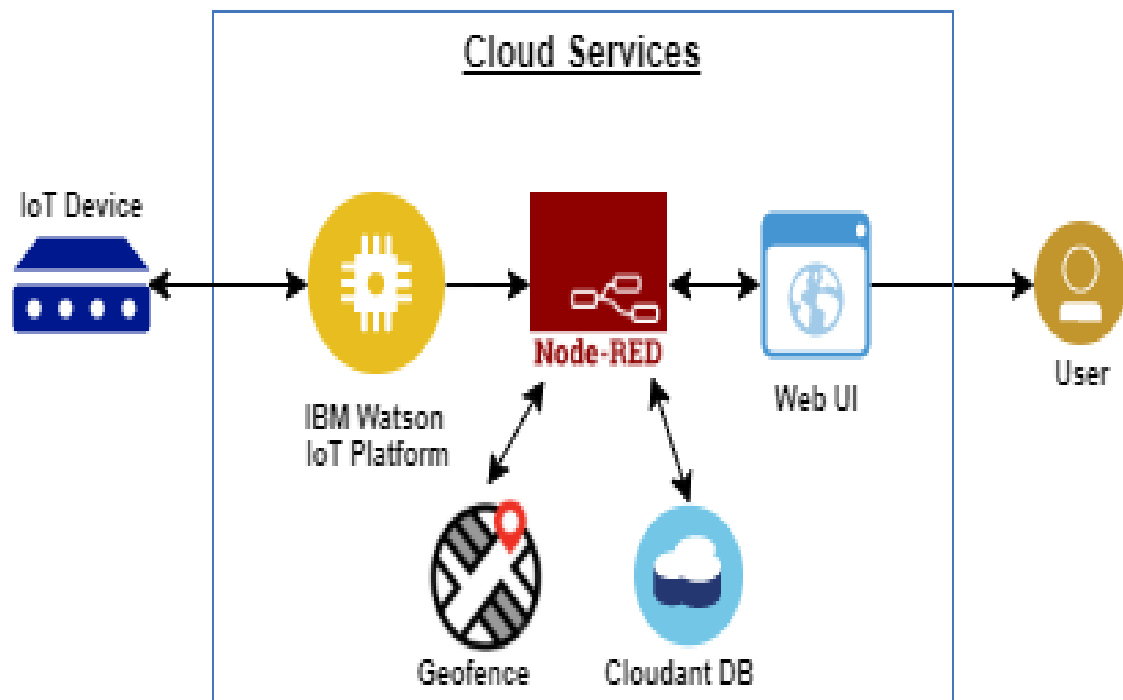 Cloud Services
IoT Device
Node-RED
IBM Watson
IoT Platform
Web UI
User
Geofence
Cloudant DB